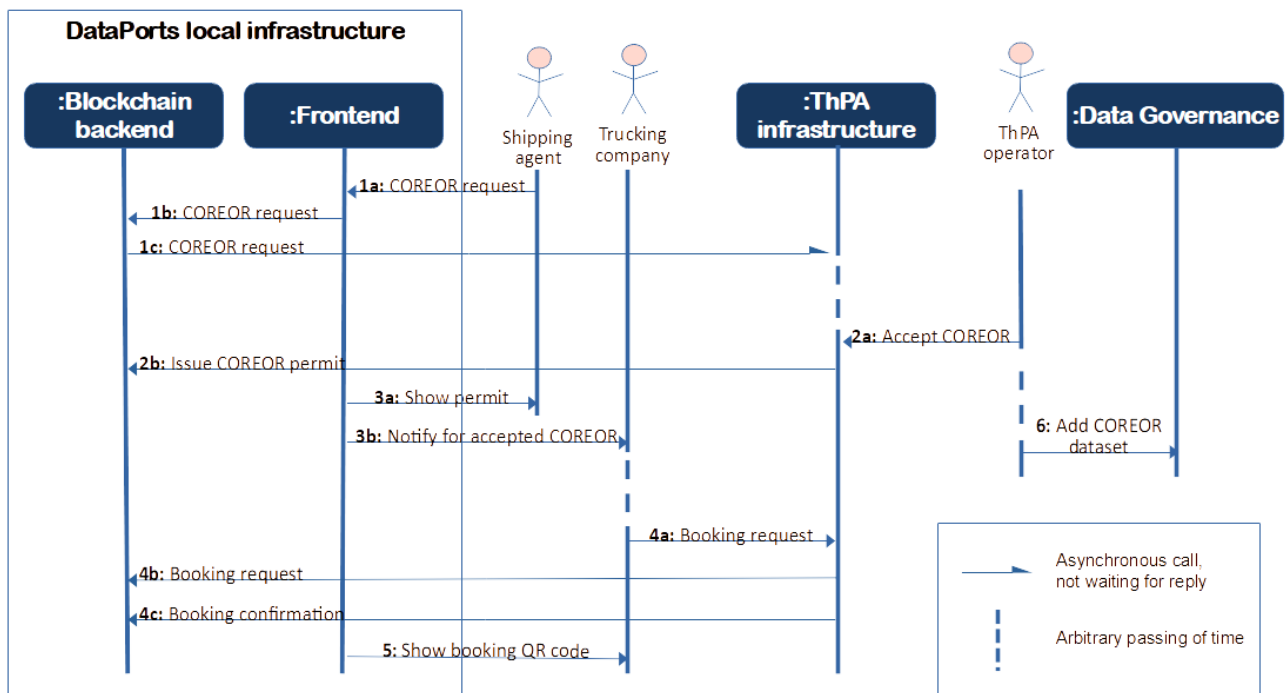 DataPorts local infrastructure
:Blockchain
backend
:Frontend
Shipping
agent
Trucking
company
:ThPA
infrastructure
ThPA
operator
:Data Governance
1a: COREOR request
1b: COREOR request
1c: COREOR request
2a: Accept COREOR
2b: Issue COREOR permit
3a: Show permit
3b: Notify for accepted COREOR
6: Add COREOR
dataset
4a: Booking request
4b: Booking request
4c: Booking confirmation
5: Show booking QR code
Asynchronous call,
not waiting for reply
Arbitrary passing of time